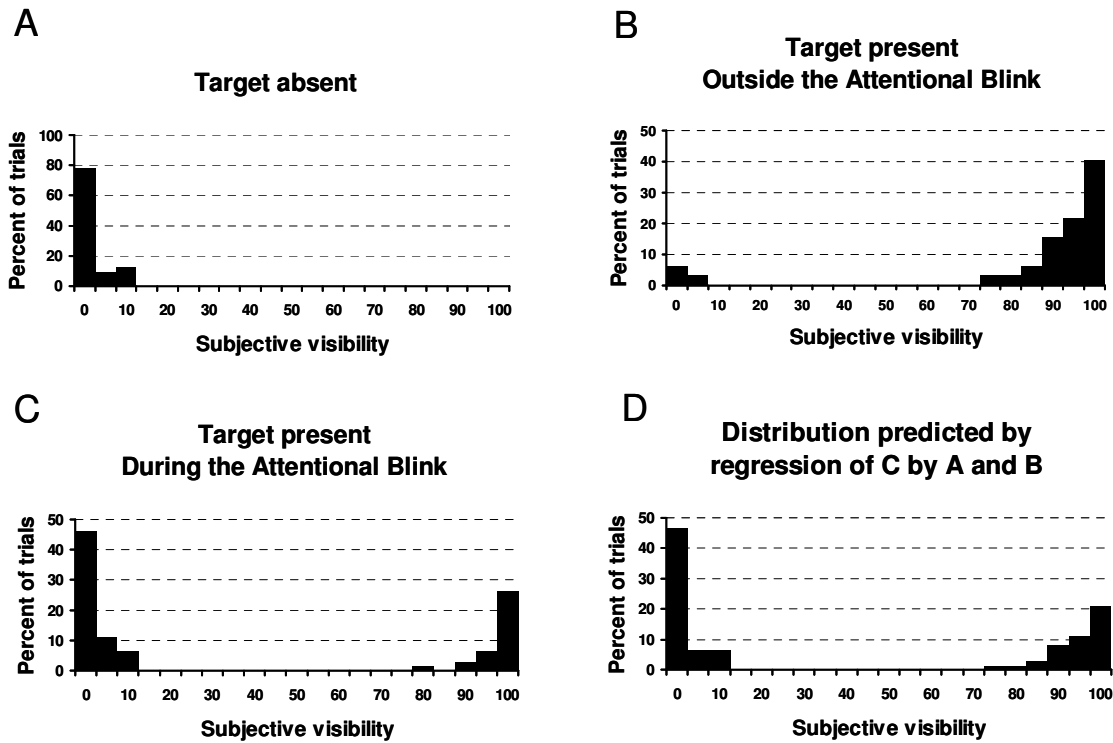 A
Target absent
Percent of trials
100
80
60
40
20
0
0 10 20 30 40 50 60 70 80 90 100
Subjective visibility
B
Target present
Outside the Attentional Blink
Percent of trials
50
40
30
20
10
0
0 10 20 30 40 50 60 70 80 90 100
Subjective visibility
C
Target present
During the Attentional Blink
Percent of trials
50
40
30
20
10
0
0 10 20 30 40 50 60 70 80 90 100
Subjective visibility
D
Distribution predicted by
regression of C by A and B
Percent of trials
50
40
30
20
10
0
0 10 20 30 40 50 60 70 80 90 100
Subjective visibility